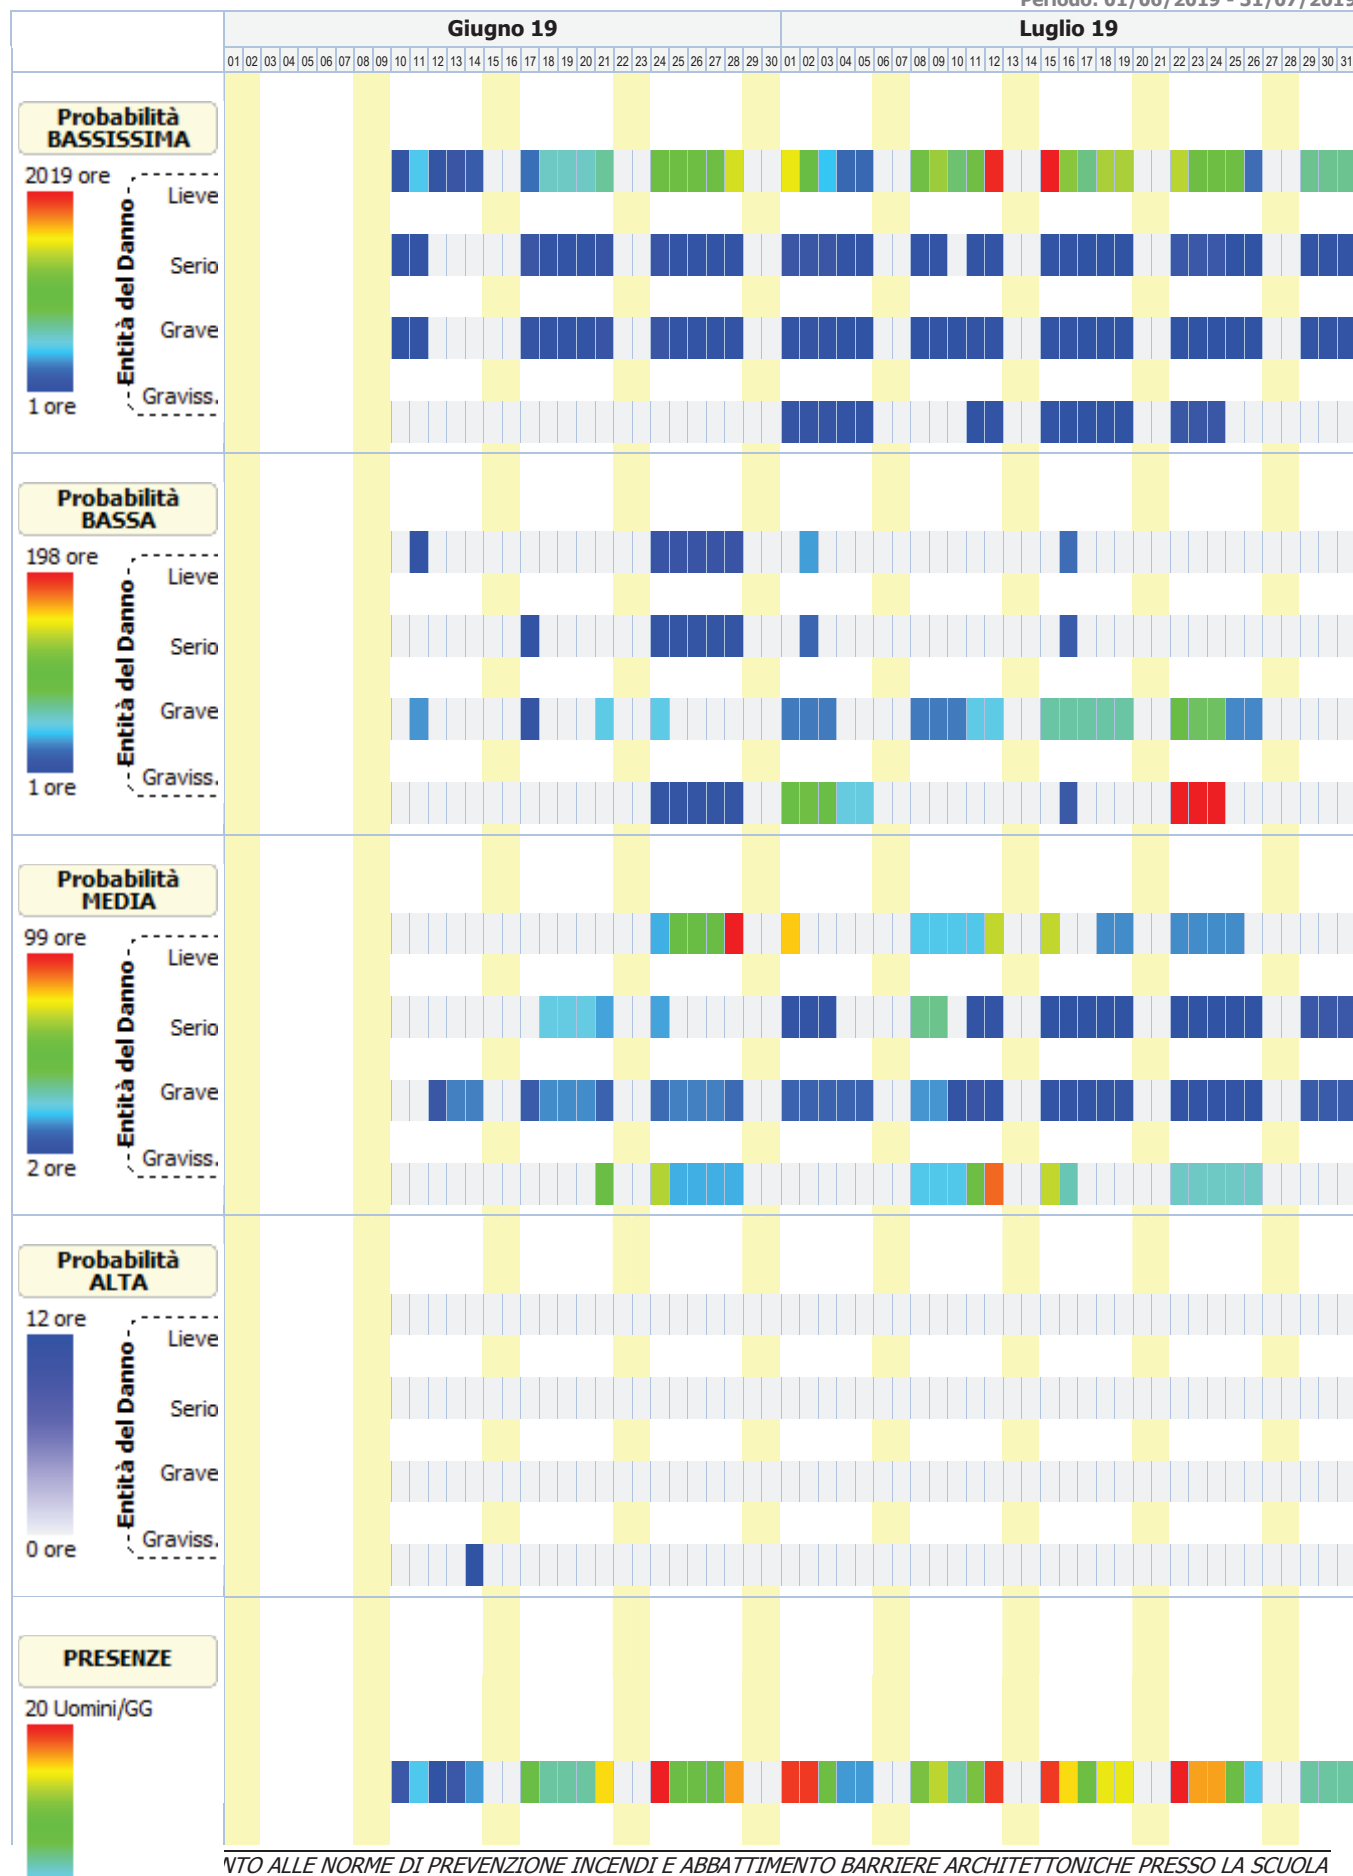 Periodo: 01/06/2019 - 31/07/2019
Giugno 19 Luglio 19
01 02 03 04 05 06 07 08 09 10 11 12 13 14 15 16 17 18 19 20 21 22 23 24 25 26 27 28 29 30 01 02 03 04 05 06 07 08 09 10 11 12 13 14 15 16 17 18 19 20 21 22 23 24 25 26 27 28 29 30 31
Probabilità
BASSISSIMA
2019 ore
1 ore
Entità del Danno
Lieve
Serio
Grave
Graviss.
Probabilità
BASSA
198 ore
1 ore
Entità del Danno
Lieve
Serio
Grave
Graviss.
Probabilità
MEDIA
99 ore
2 ore
Entità del Danno
Lieve
Serio
Grave
Graviss.
Probabilità
ALTA
12 ore
0 ore
Entità del Danno
Lieve
Serio
Grave
Graviss.
PRESENZE
20 Uomini/GG
NTO ALLE NORME DI PREVENZIONE INCENDI E ABBATTIMENTO BARRIERE ARCHITETTONICHE PRESSO LA SCUOLA